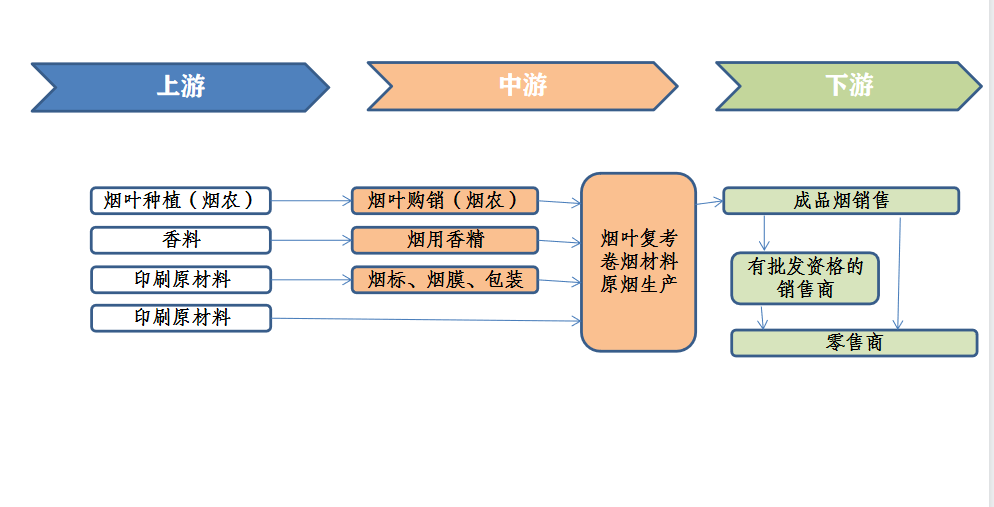 上游
中游
下游
烟叶种植（烟农）
烟叶购销（烟农）
成品烟销售
香料
烟用香精
烟叶复考
卷烟材料
原烟生产
有批发资格的
销售商
印刷原材料
烟标、烟膜、包装
印刷原材料
零售商